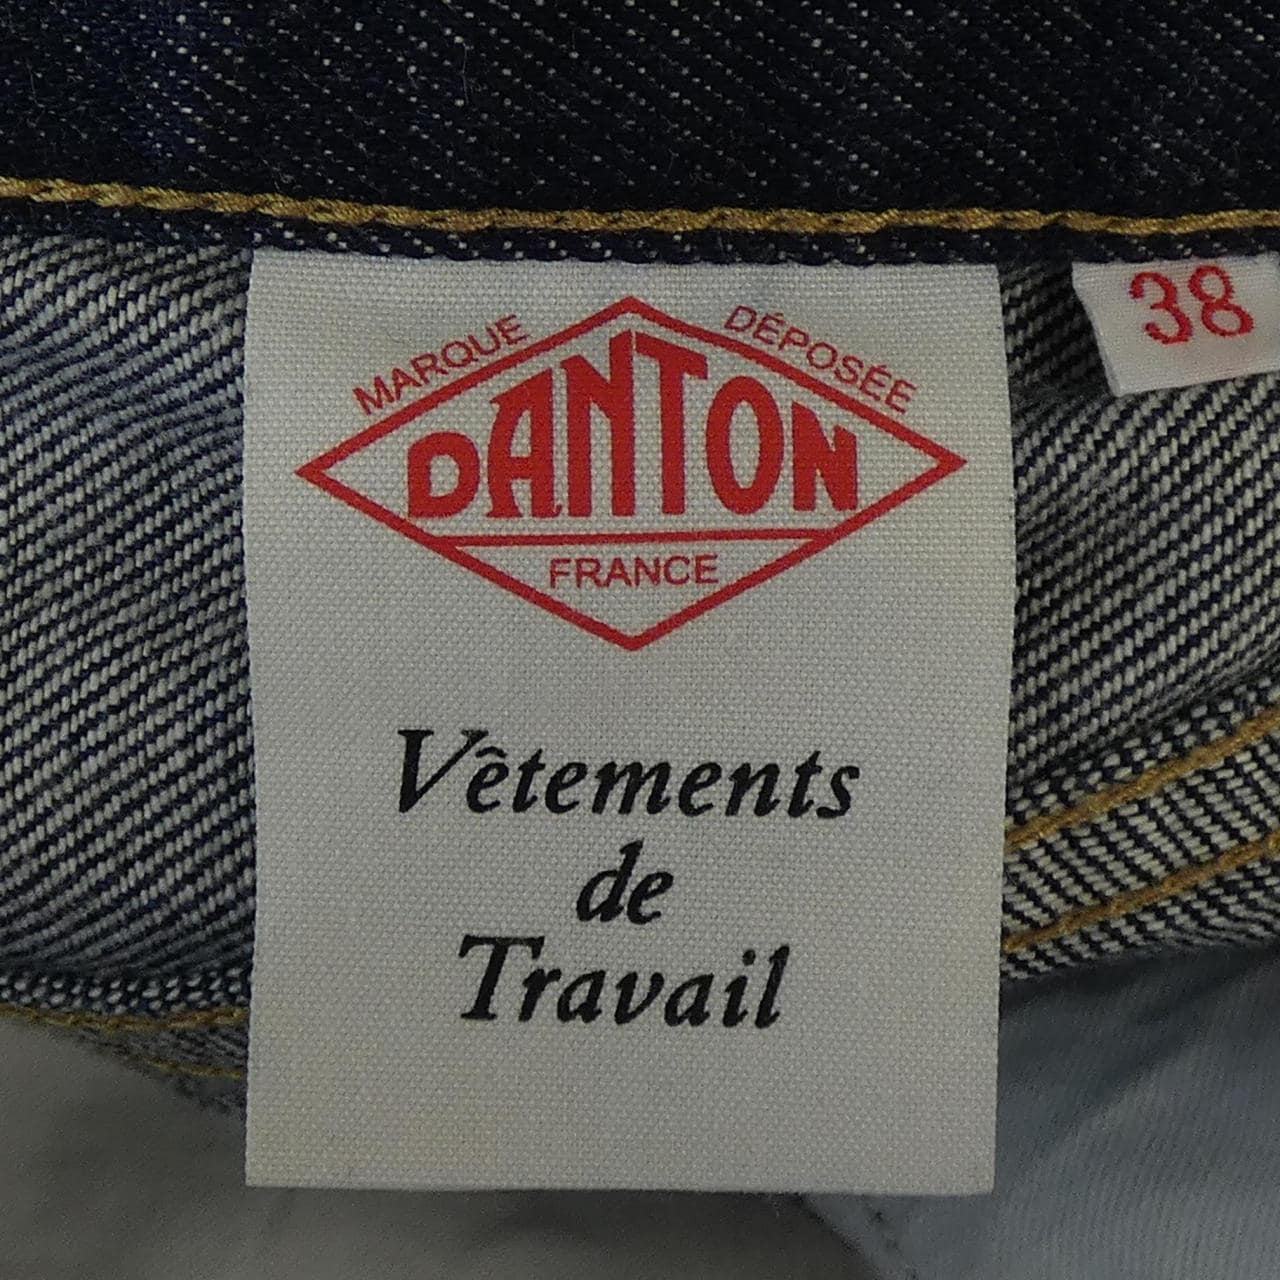 MARQUE DÉPOSÉE
DANTON
FRANCE
Vêtements
de
Travail
38